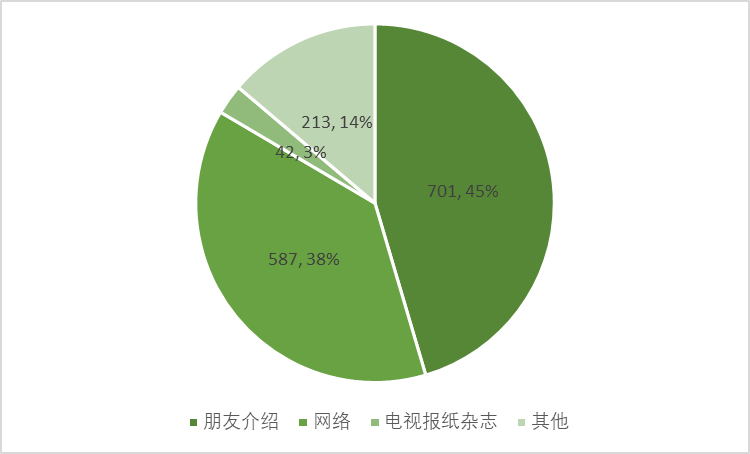 213, 14%
42, 3%
701, 45%
587, 38%
朋友介绍 网络 电视报纸杂志 其他